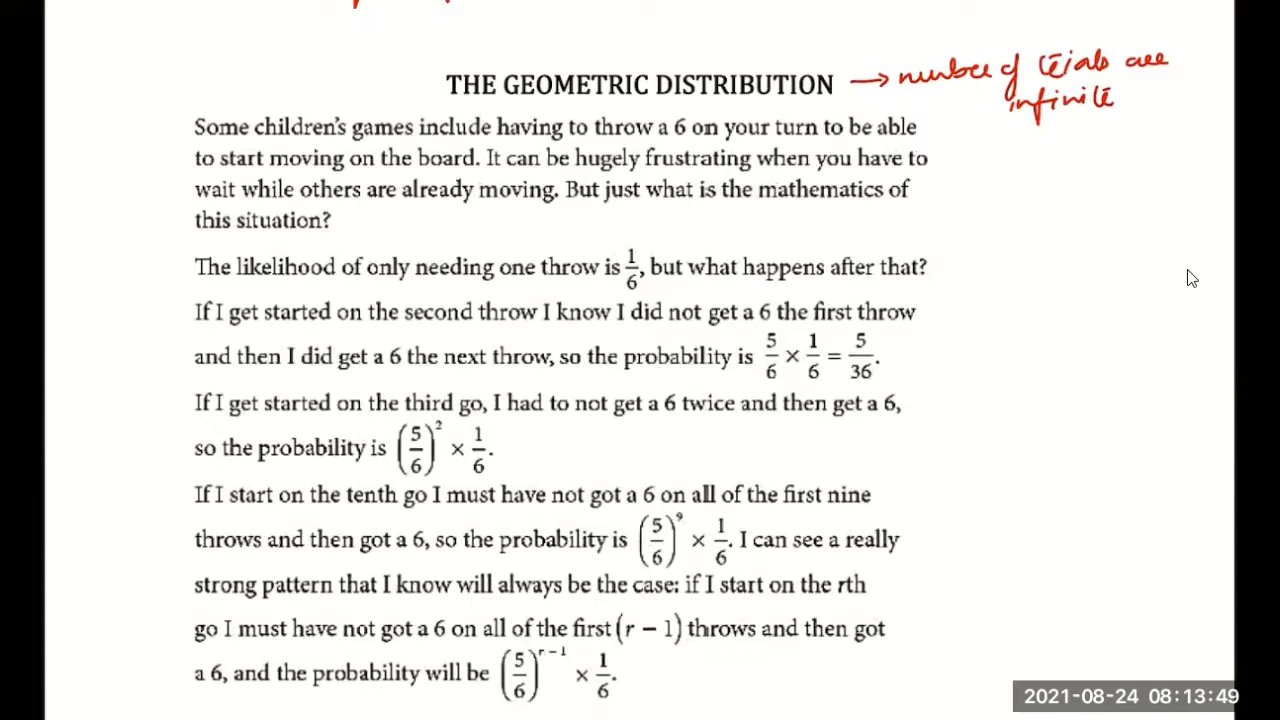 THE GEOMETRIC DISTRIBUTION → number of trials are
infinite
Some children's games include having to throw a 6 on your turn to be able
to start moving on the board. It can be hugely frustrating when you have to
wait while others are already moving. But just what is the mathematics of
this situation?
The likelihood of only needing one throw is 1/6, but what happens after that?
If I get started on the second throw I know I did not get a 6 the first throw
and then I did get a 6 the next throw, so the probability is 5/6 × 1/6 = 5/36.
If I get started on the third go, I had to not get a 6 twice and then get a 6,
so the probability is (5/6)^2 × 1/6.
If I start on the tenth go I must have not got a 6 on all of the first nine
throws and then got a 6, so the probability is (5/6)^9 × 1/6. I can see a really
strong pattern that I know will always be the case: if I start on the rth
go I must have not got a 6 on all of the first (r − 1) throws and then got
a 6, and the probability will be (5/6)^(r−1) × 1/6.
2021-08-24 08:13:49